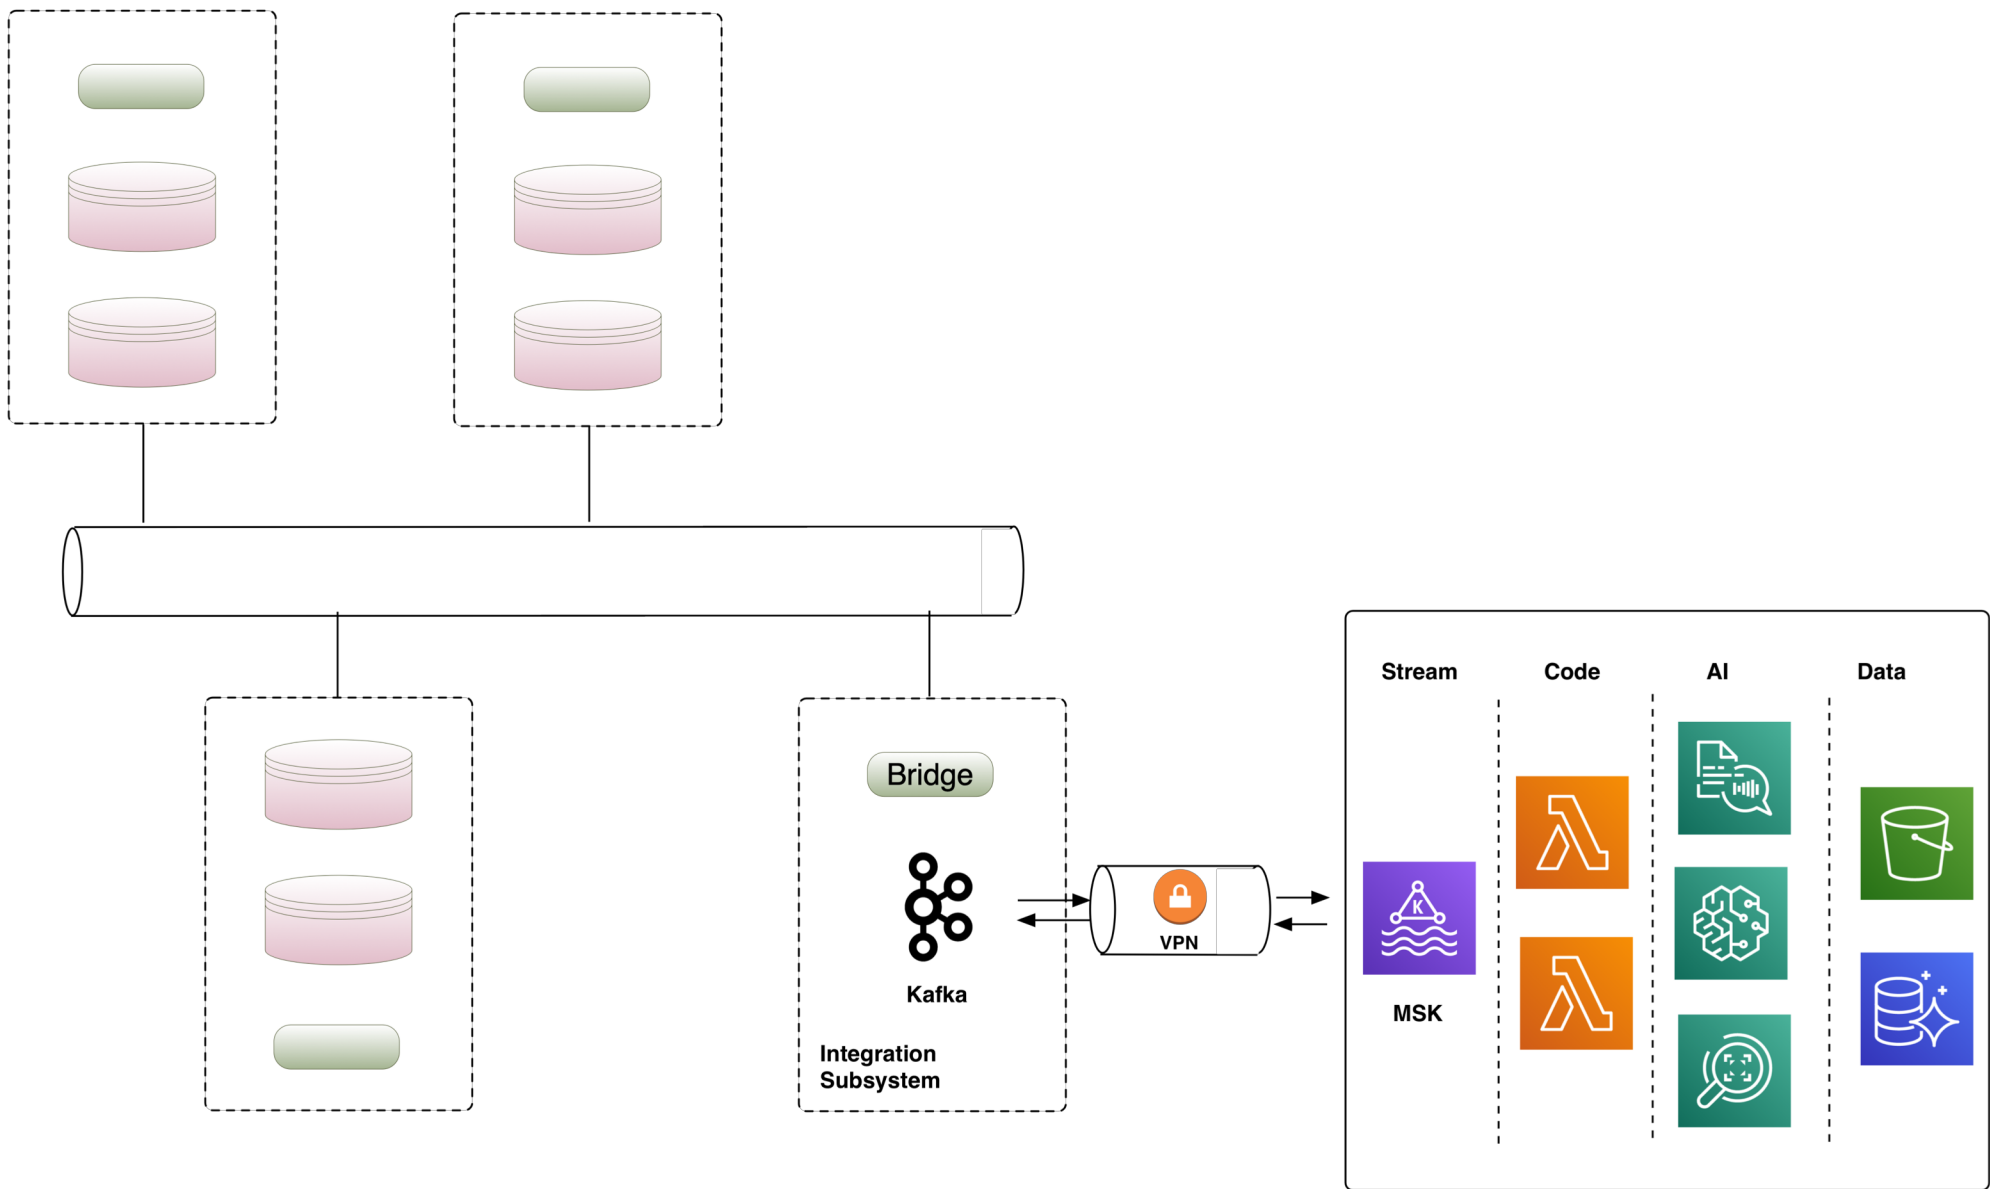 Stream
Code
AI
Data
Bridge
K
VPN
Kafka
MSK
Integration
Subsystem